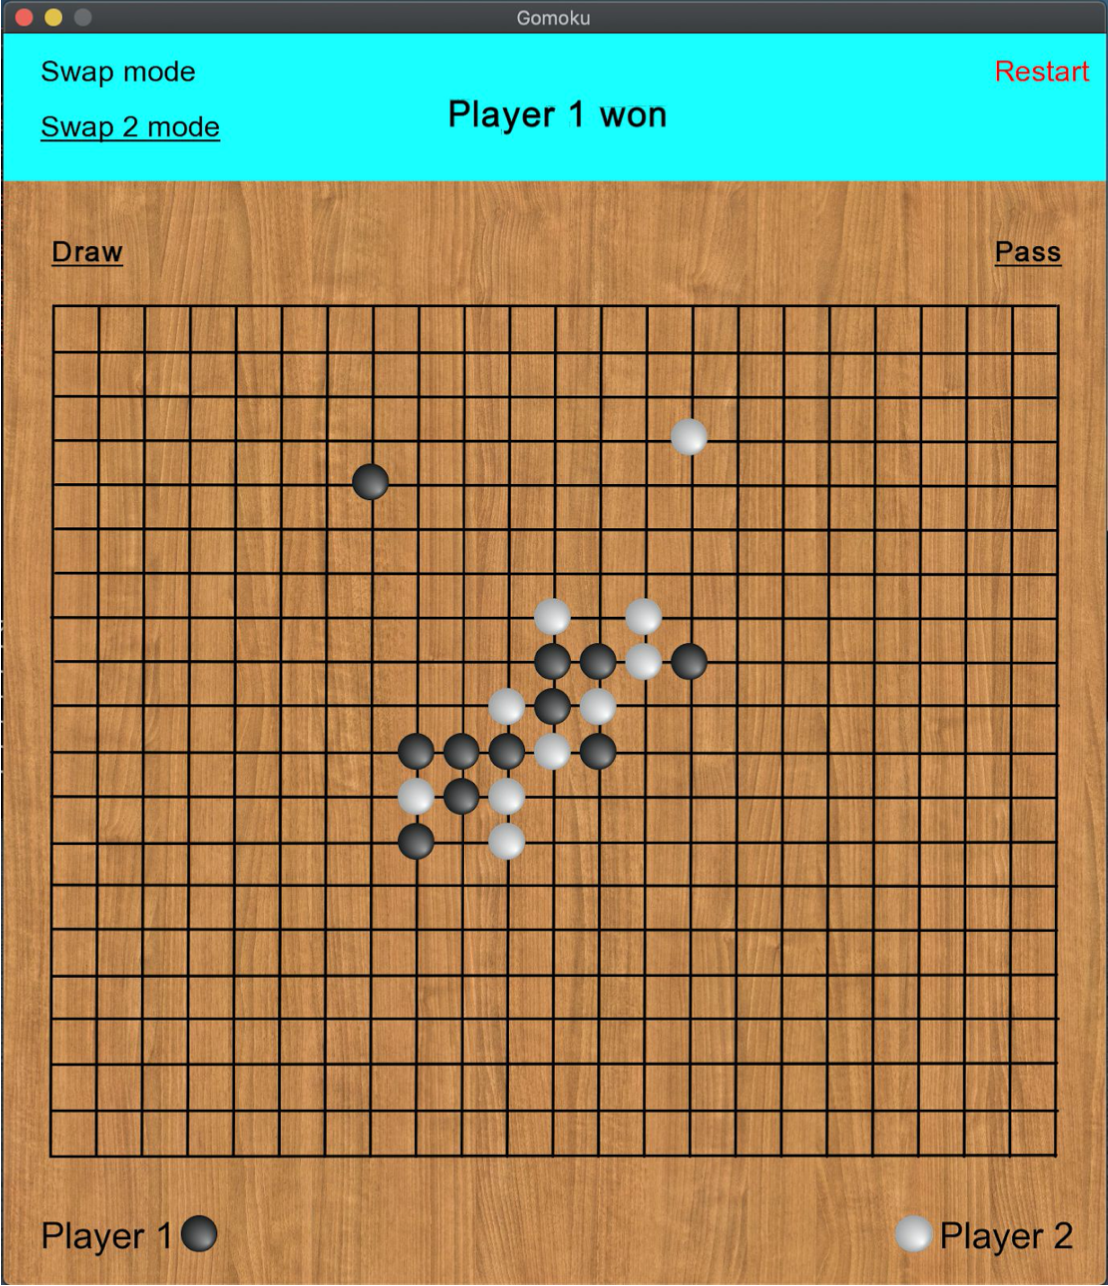 Gomoku
Swap mode
Restart
Player 1 won
Swap 2 mode
Draw
Pass
Player 1
Player 2